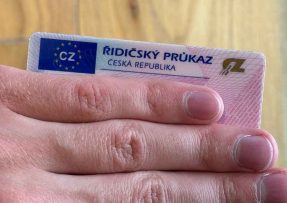 CZ
ŘIDIČSKÝ PRŮKAZ
ČESKÁ REPUBLIKA